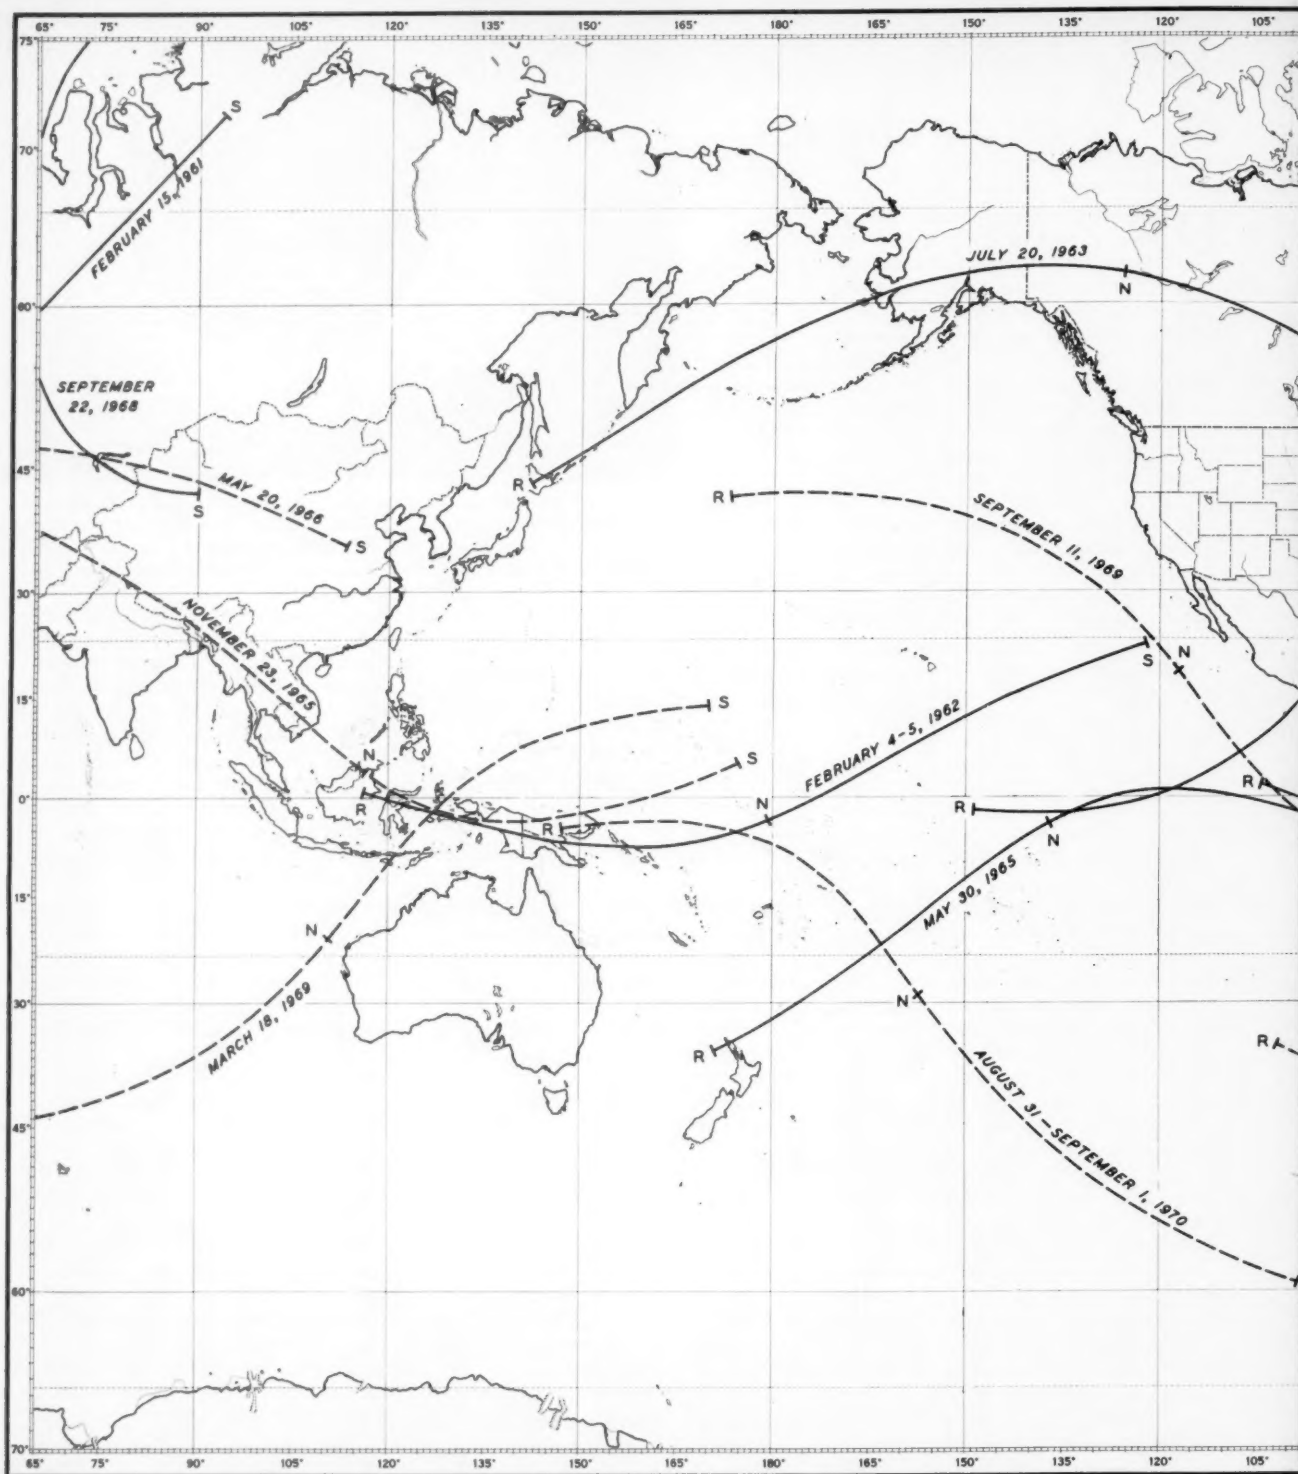 65° 75° 90° 105° 120° 135° 150° 165° 180° 165° 150° 135° 120° 105°
75°
S
70°
FEBRUARY 15, 1961
JULY 20, 1963
N
60°
SEPTEMBER
22, 1968
45°
MAY 20, 1966
S
S
R
R
SEPTEMBER 11, 1969
30°
NOVEMBER 23, 1965
N
S
15°
S
FEBRUARY 4-5, 1962
N
S
R
0°
R
R
N
R
N
15°
MAY 30, 1965
N
30°
N
MARCH 18, 1969
R
R
AUGUST 31 - SEPTEMBER 1, 1970
45°
60°
70°
65° 75° 90° 105° 120° 135° 150° 165° 180° 165° 150° 135° 120° 105°